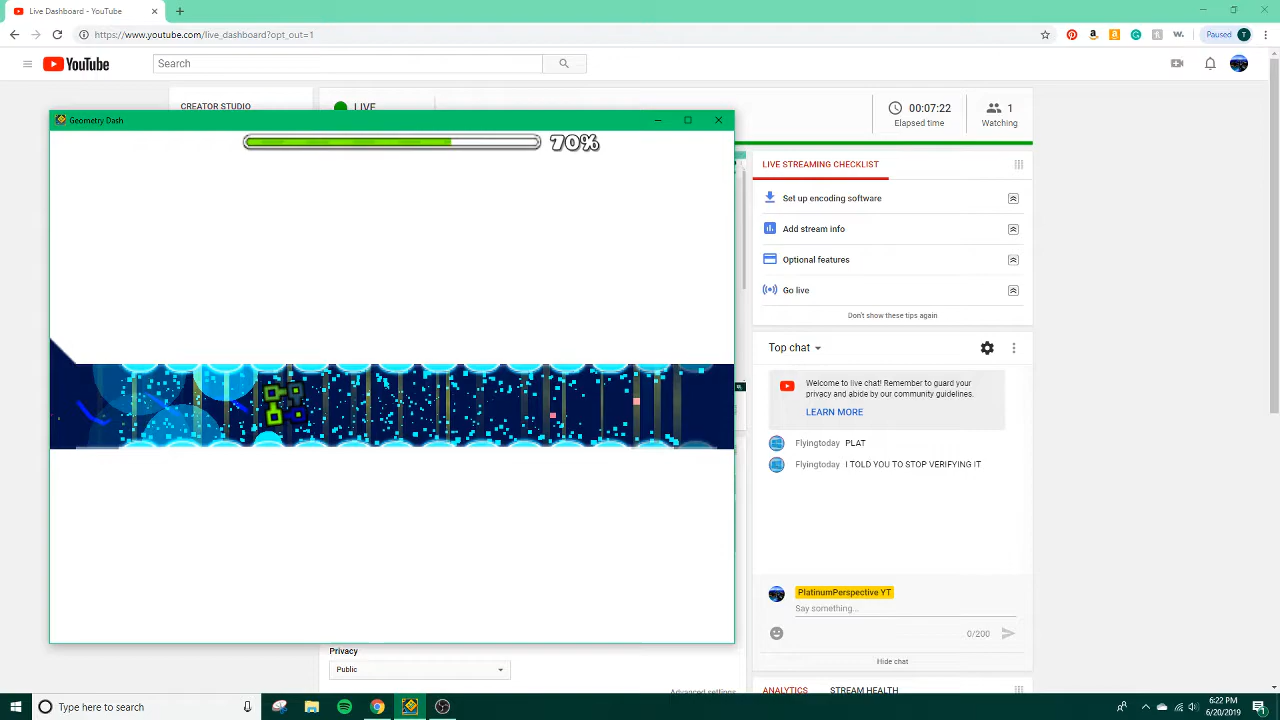 Live Dashboard - YouTube
https://www.youtube.com/live_dashboard?opt_out=1
Paused
T
YouTube
Search
CREATOR STUDIO
LIVE
00:07:22
Elapsed time
1
Watching
Geometry Dash
70%
LIVE STREAMING CHECKLIST
Set up encoding software
Add stream info
Optional features
Go live
Don't show these tips again
Top chat
Welcome to live chat! Remember to guard your
privacy and abide by our community guidelines.
LEARN MORE
Flyingtoday PLAT
Flyingtoday I TOLD YOU TO STOP VERIFYING IT
PlatinumPerspective YT
Say something...
0/200
Hide chat
Privacy
Public
Advanced settings
ANALYTICS STREAM HEALTH
Type here to search
6:22 PM
6/20/2019